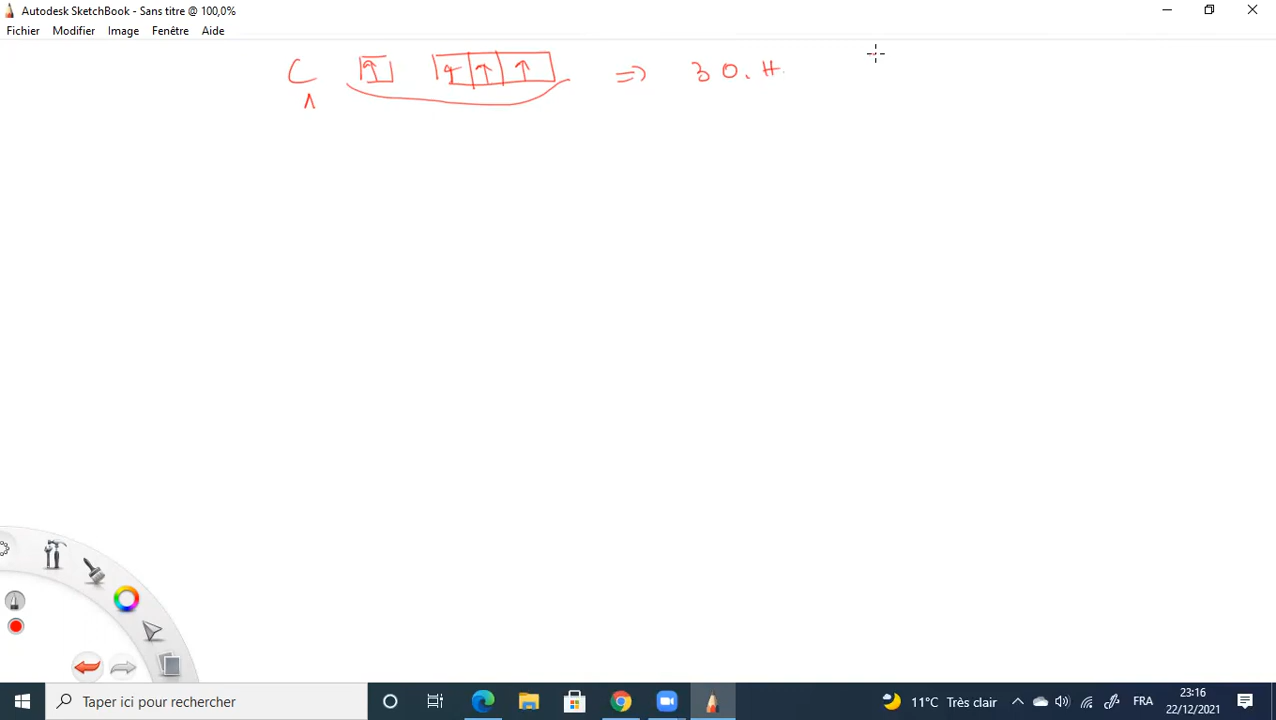 Autodesk SketchBook - Sans titre @ 100,0%
Fichier Modifier Image Fenêtre Aide
C ↑ ↑ ↑ ↑ ⇒ 3 O. H.
1
Taper ici pour rechercher
11°C Très clair
FRA
23:16
22/12/2021